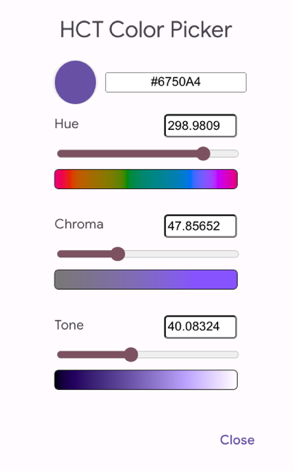 HCT Color Picker
#6750A4
Hue 298.9809
Chroma 47.85652
Tone 40.08324
Close